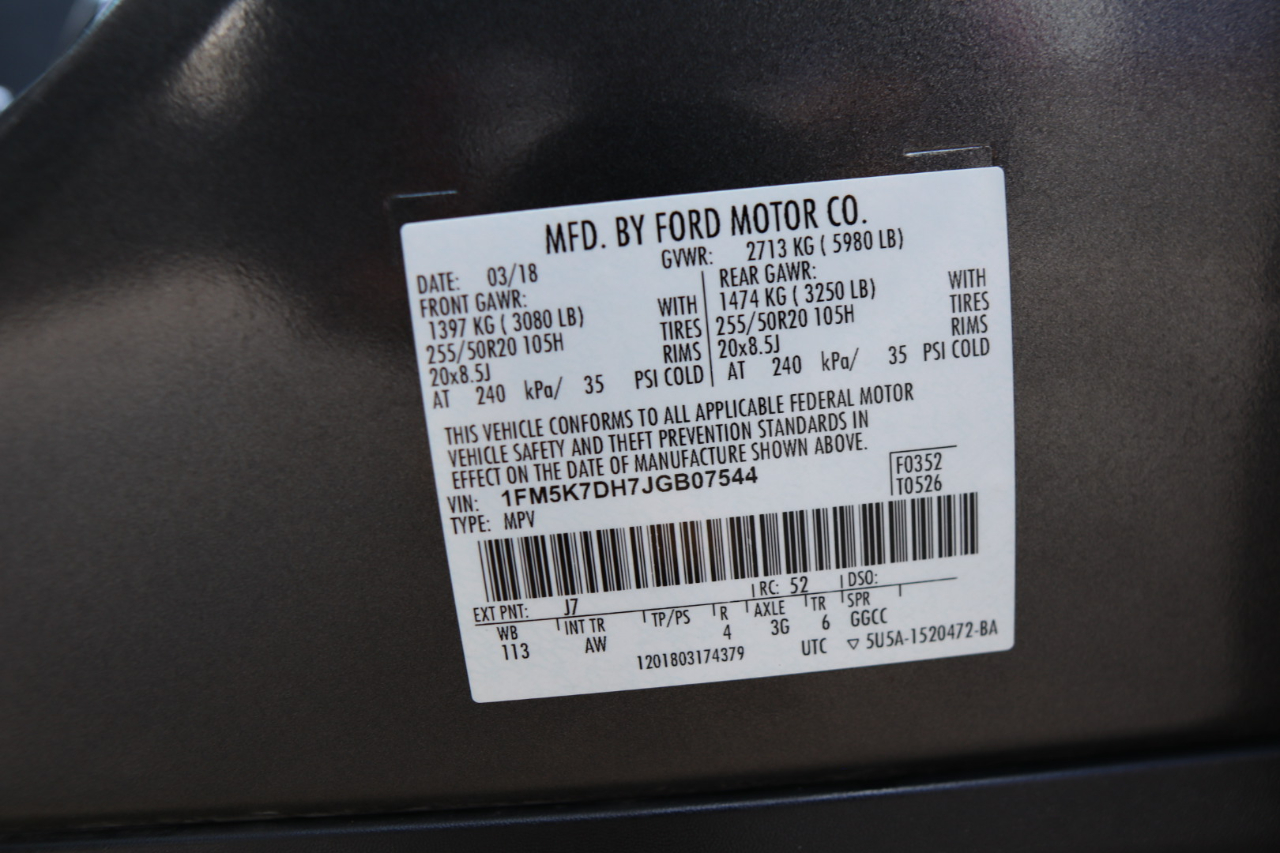 MFD. BY FORD MOTOR CO.
DATE: 03/18 GVWR: 2713 KG ( 5980 LB)
FRONT GAWR: REAR GAWR:
1397 KG ( 3080 LB) WITH 1474 KG ( 3250 LB) WITH
255/50R20 105H TIRES 255/50R20 105H TIRES
20x8.5J RIMS 20x8.5J RIMS
AT 240 kPa/ 35 PSI COLD AT 240 kPa/ 35 PSI COLD
THIS VEHICLE CONFORMS TO ALL APPLICABLE FEDERAL MOTOR
VEHICLE SAFETY AND THEFT PREVENTION STANDARDS IN
EFFECT ON THE DATE OF MANUFACTURE SHOWN ABOVE.
VIN: 1FM5K7DH7JGB07544
TYPE: MPV
F0352
T0526
EXT PNT: J7 RC: 52 DSO:
WB INT TR TP/PS R AXLE TR SPR
113 AW 4 3G 6 GGCC
1201803174379 UTC ▽ 5U5A-1520472-BA